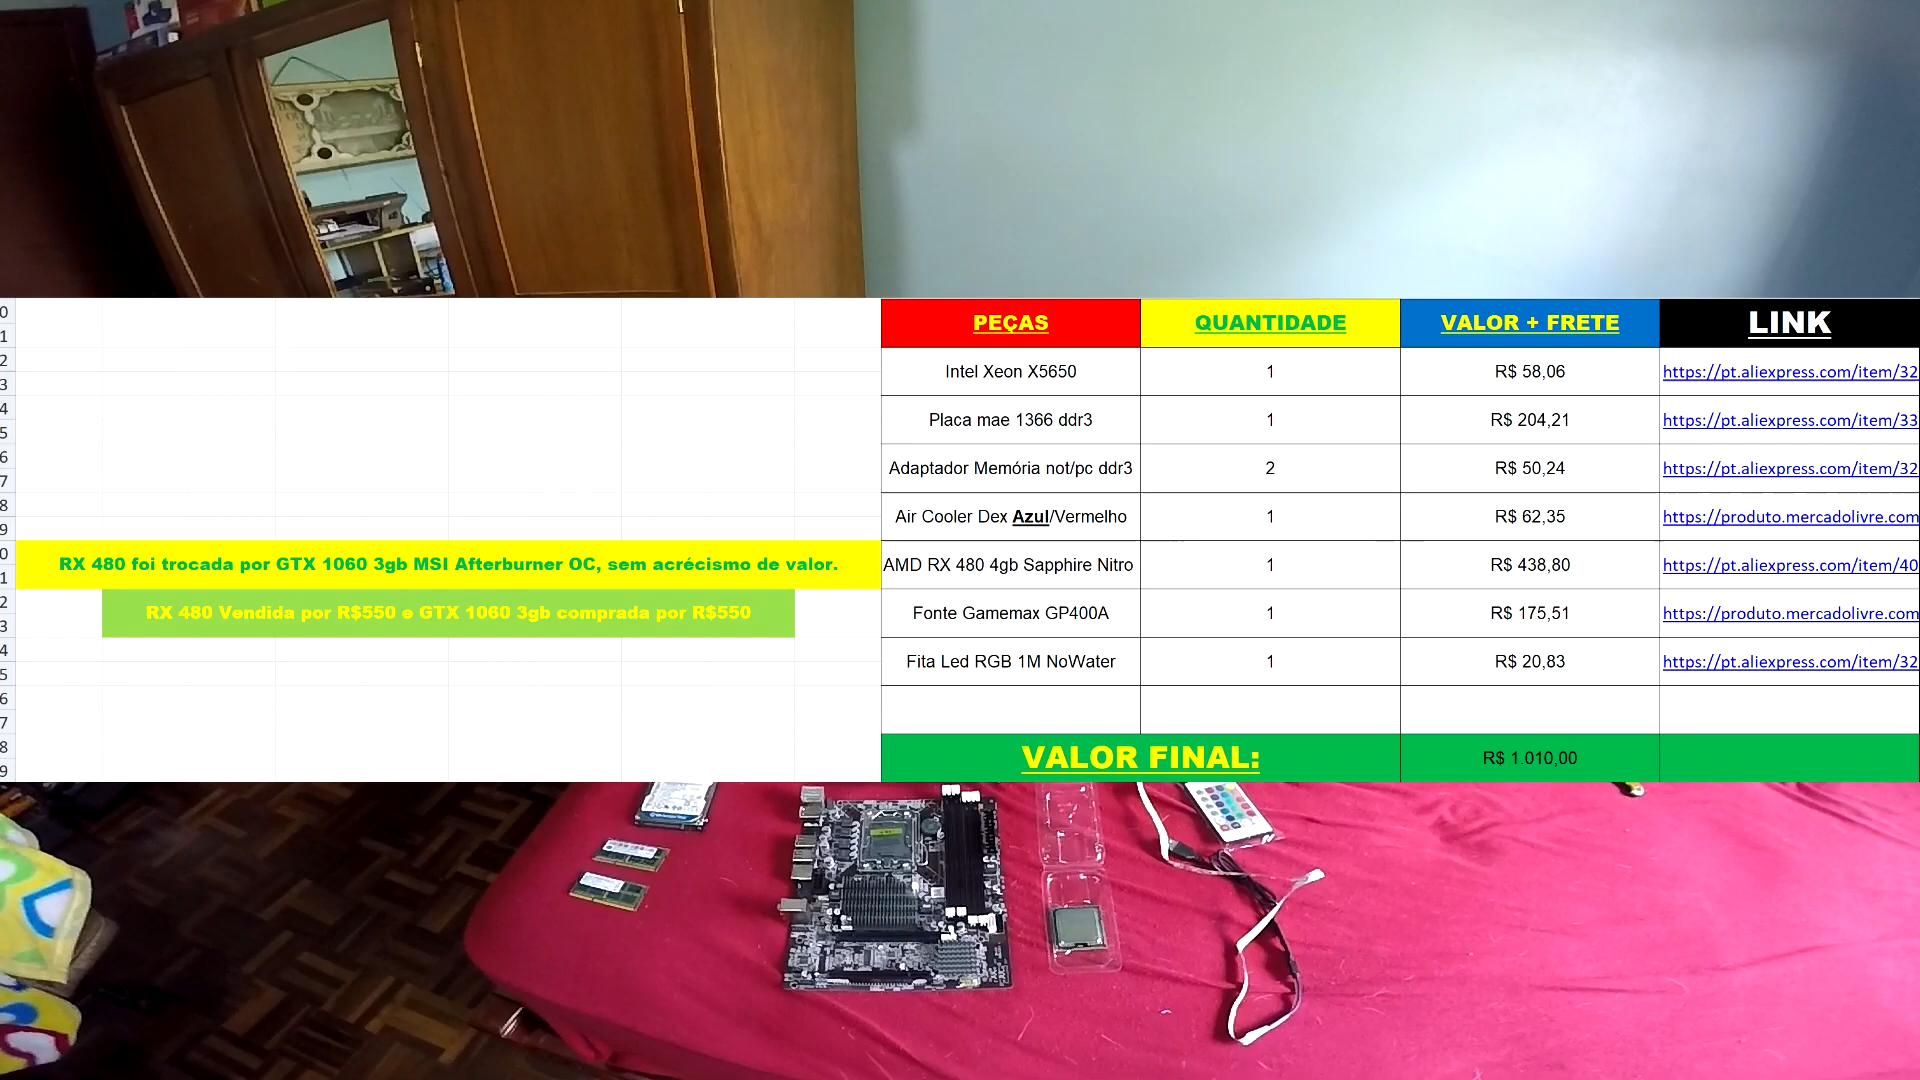 PEÇAS QUANTIDADE VALOR + FRETE LINK
Intel Xeon X5650 1 R$ 58,06 https://pt.aliexpress.com/item/32
Placa mae 1366 ddr3 1 R$ 204,21 https://pt.aliexpress.com/item/33
Adaptador Memória not/pc ddr3 2 R$ 50,24 https://pt.aliexpress.com/item/32
Air Cooler Dex Azul/Vermelho 1 R$ 62,35 https://produto.mercadolivre.com
RX 480 foi trocada por GTX 1060 3gb MSI Afterburner OC, sem acrécismo de valor. AMD RX 480 4gb Sapphire Nitro 1 R$ 438,80 https://pt.aliexpress.com/item/40
RX 480 Vendida por R$550 e GTX 1060 3gb comprada por R$550 Fonte Gamemax GP400A 1 R$ 175,51 https://produto.mercadolivre.com
Fita Led RGB 1M NoWater 1 R$ 20,83 https://pt.aliexpress.com/item/32
VALOR FINAL: R$ 1.010,00